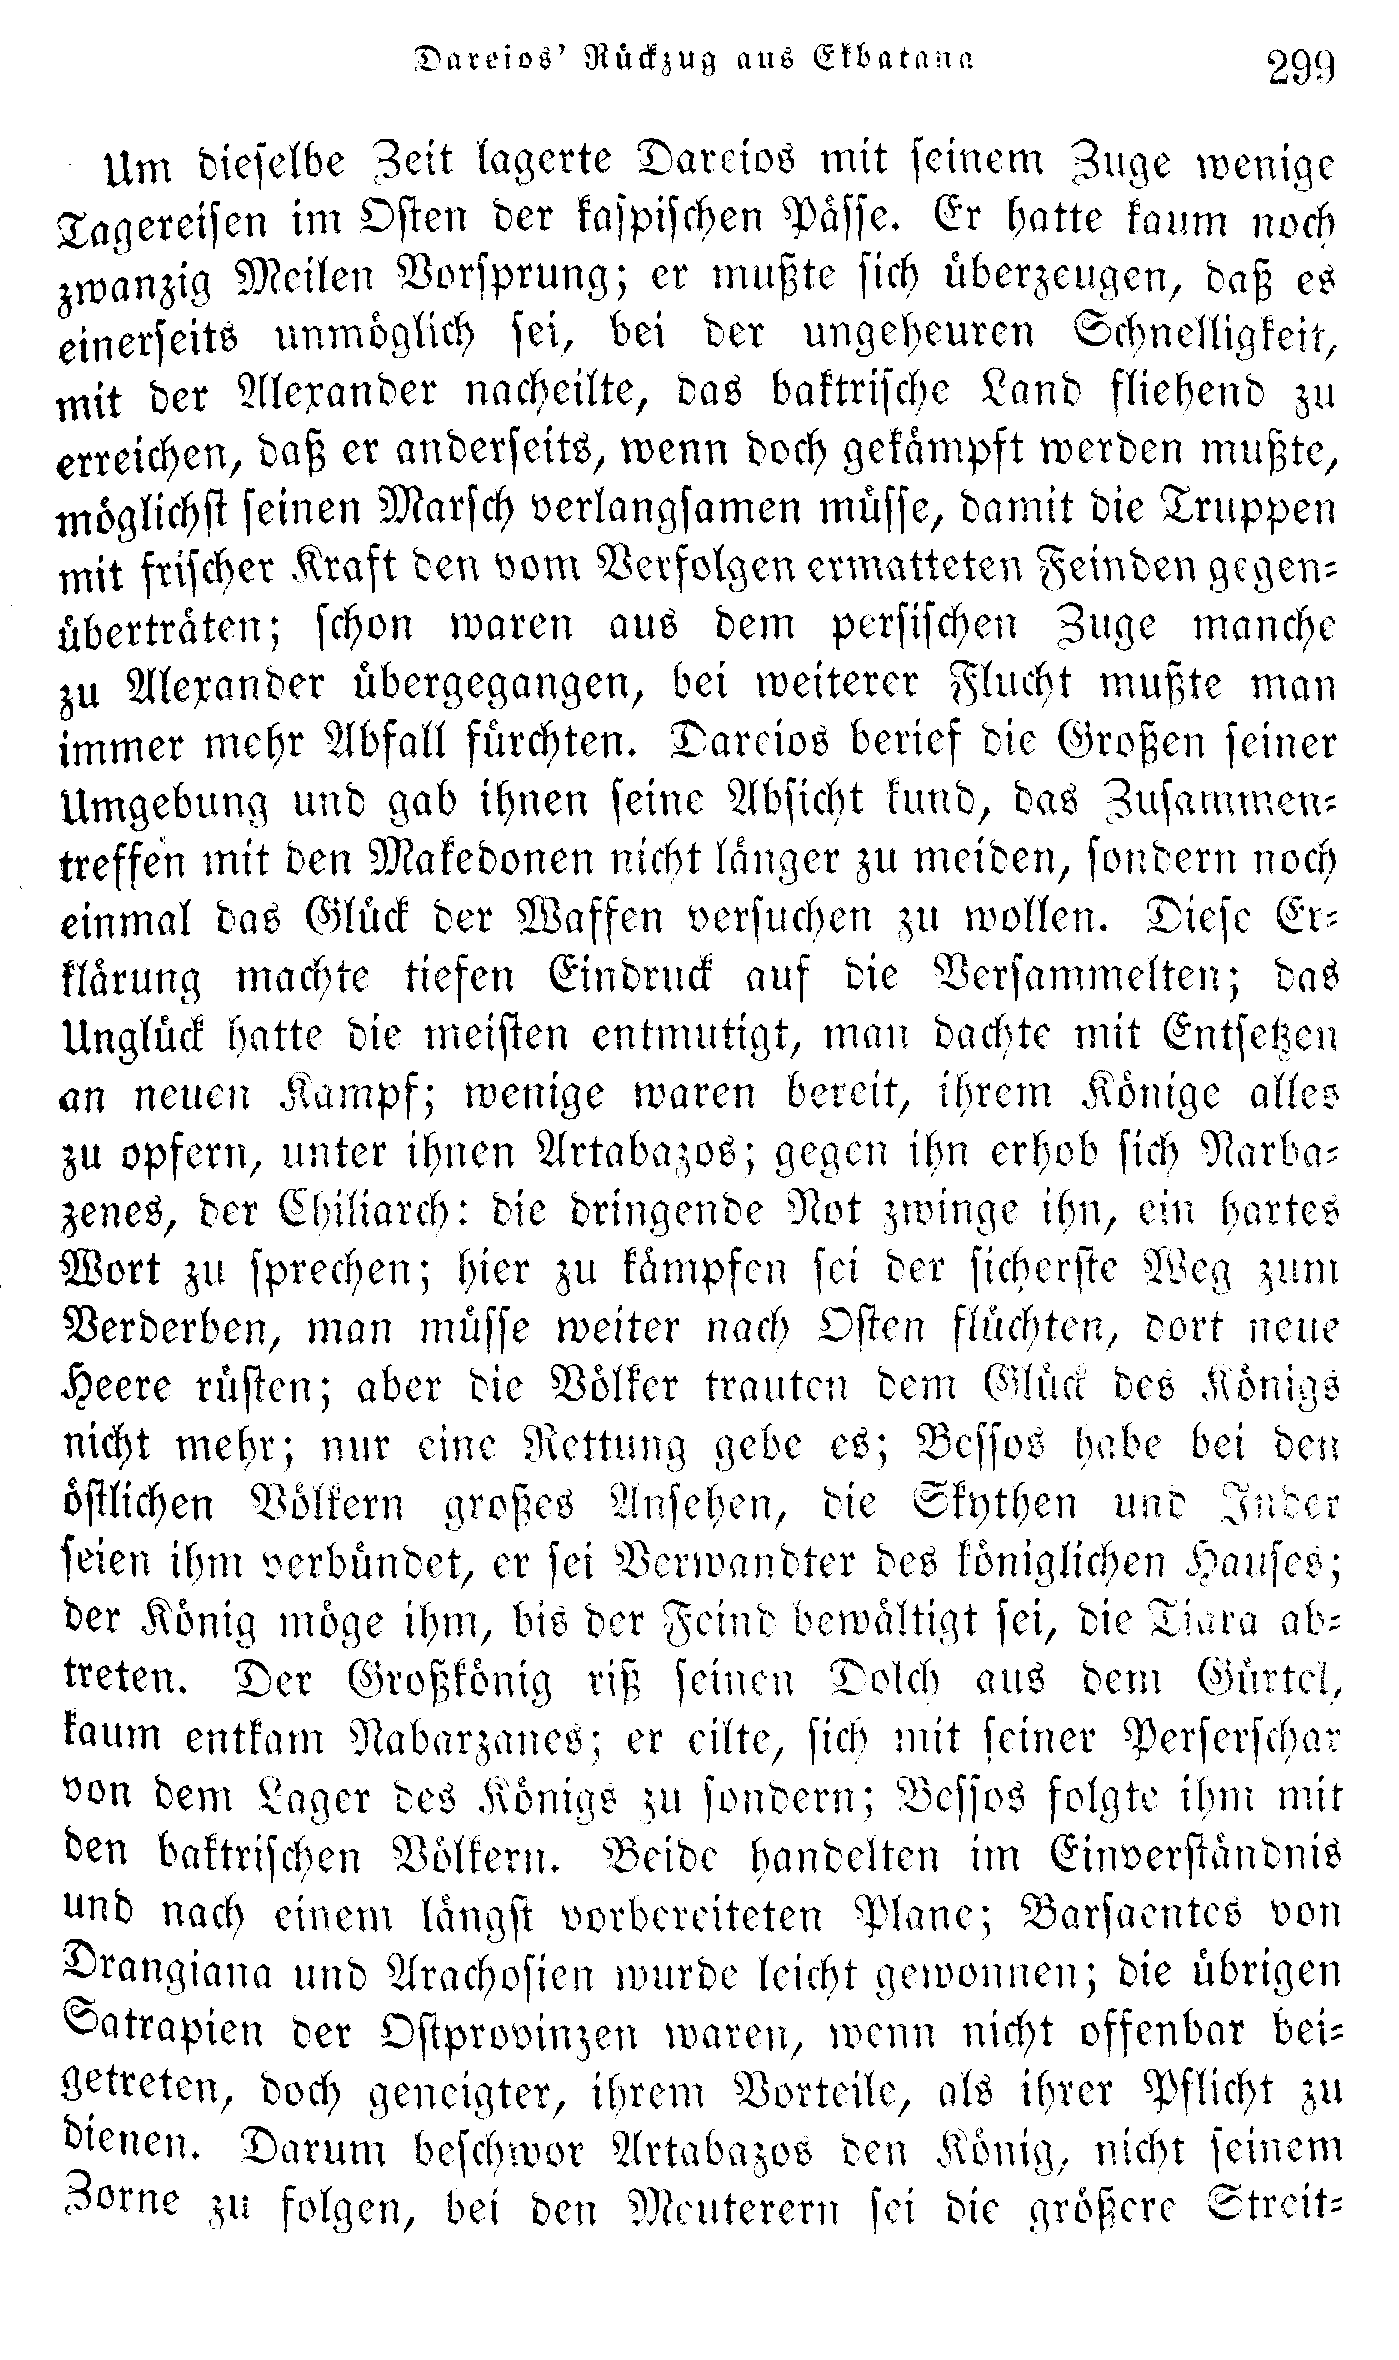 Dareios' Rückzug aus Ekbatana 299
Um dieselbe Zeit lagerte Dareios mit seinem Zuge wenige
Tagereisen im Osten der kaspischen Pässe. Er hatte kaum noch
zwanzig Meilen Vorsprung; er mußte sich überzeugen, daß es
einerseits unmöglich sei, bei der ungeheuren Schnelligkeit,
mit der Alexander nacheilte, das baktrische Land fliehend zu
erreichen, daß er anderseits, wenn doch gekämpft werden mußte,
möglichst seinen Marsch verlangsamen müsse, damit die Truppen
mit frischer Kraft den vom Verfolgen ermatteten Feinden gegen-
überträten; schon waren aus dem persischen Zuge manche
zu Alexander übergegangen, bei weiterer Flucht mußte man
immer mehr Abfall fürchten. Dareios berief die Großen seiner
Umgebung und gab ihnen seine Absicht kund, das Zusammen-
treffen mit den Makedonen nicht länger zu meiden, sondern noch
einmal das Glück der Waffen versuchen zu wollen. Diese Er-
klärung machte tiefen Eindruck auf die Versammelten; das
Unglück hatte die meisten entmutigt, man dachte mit Entsetzen
an neuen Kampf; wenige waren bereit, ihrem Könige alles
zu opfern, unter ihnen Artabazos; gegen ihn erhob sich Narba-
zenes, der Chiliarch: die dringende Not zwinge ihn, ein hartes
Wort zu sprechen; hier zu kämpfen sei der sicherste Weg zum
Verderben, man müsse weiter nach Osten flüchten, dort neue
Heere rüsten; aber die Völker trauten dem Glück des Königs
nicht mehr; nur eine Rettung gebe es; Bessos habe bei den
östlichen Völkern großes Ansehen, die Skythen und Inder
seien ihm verbündet, er sei Verwandter des königlichen Hauses;
der König möge ihm, bis der Feind bewältigt sei, die Tiara ab-
treten. Der Großkönig riß seinen Dolch aus dem Gürtel,
kaum entkam Nabarzanes; er eilte, sich mit seiner Perserschar
von dem Lager des Königs zu sondern; Bessos folgte ihm mit
den baktrischen Völkern. Beide handelten im Einverständnis
und nach einem längst vorbereiteten Plane; Barsaentes von
Drangiana und Arachosien wurde leicht gewonnen; die übrigen
Satrapien der Ostprovinzen waren, wenn nicht offenbar bei-
getreten, doch geneigter, ihrem Vorteile, als ihrer Pflicht zu
dienen. Darum beschwor Artabazos den König, nicht seinem
Zorne zu folgen, bei den Meuterern sei die größere Streit-